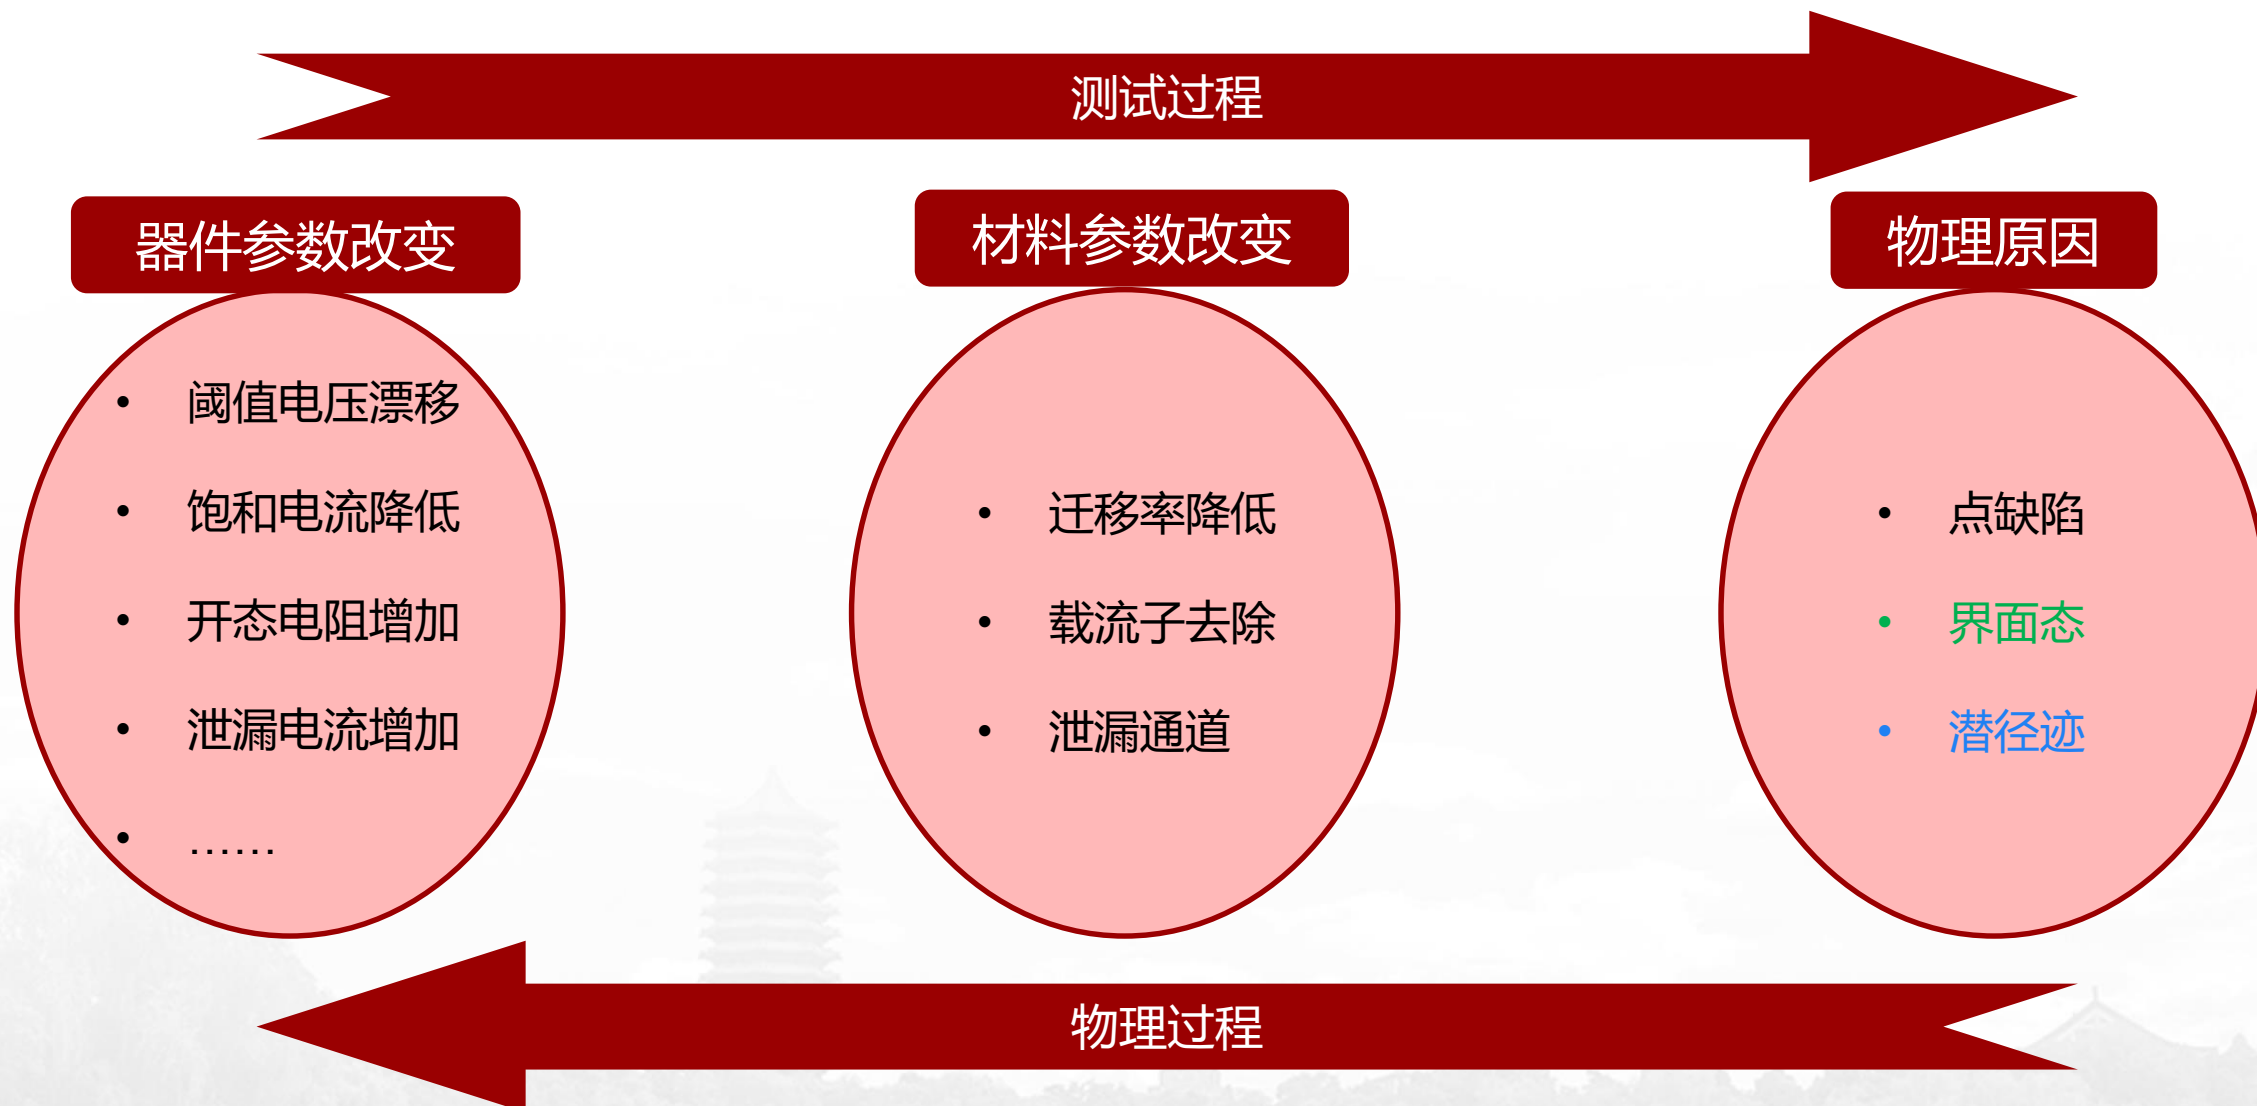 测试过程
器件参数改变
• 阈值电压漂移
• 饱和电流降低
• 开态电阻增加
• 泄漏电流增加
• ……
材料参数改变
• 迁移率降低
• 载流子去除
• 泄漏通道
物理原因
• 点缺陷
• 界面态
• 潜径迹
物理过程